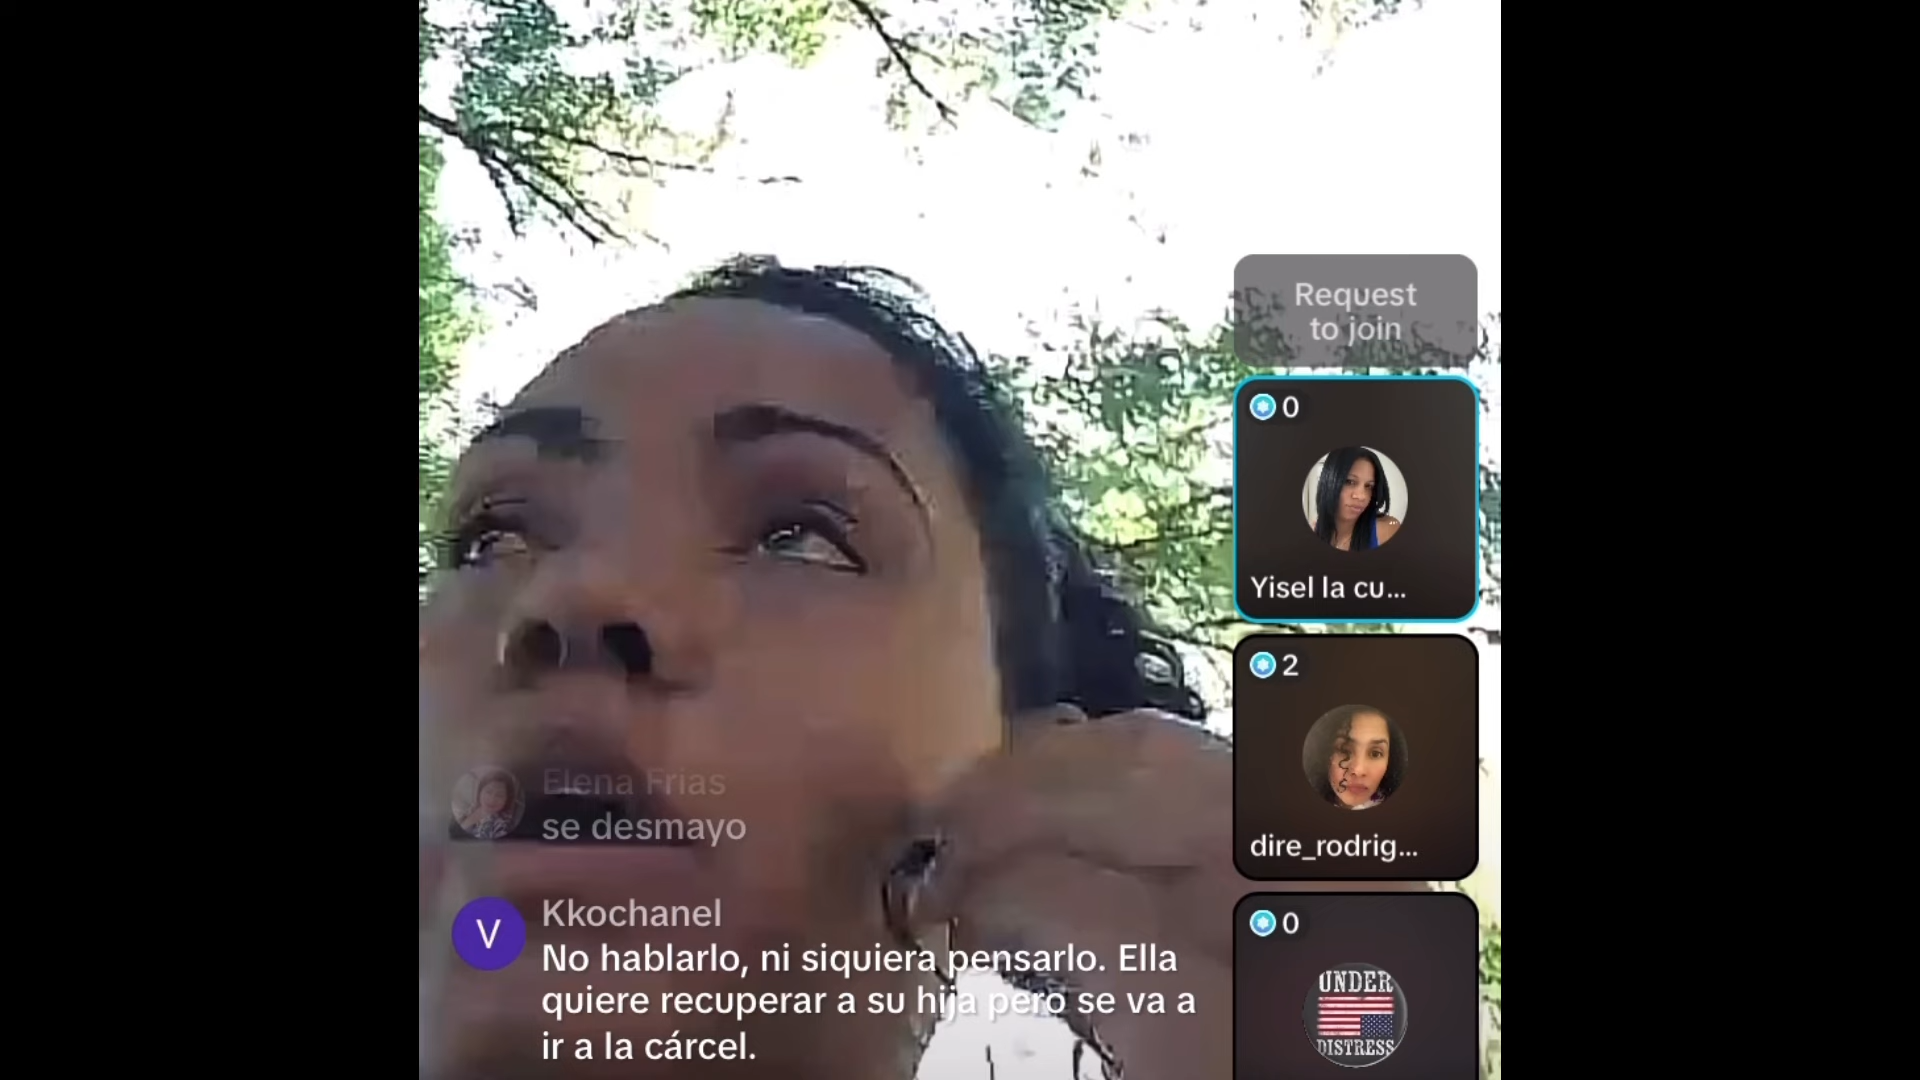 Request
to join
0
Yisel la cu...
2
dire_rodrig...
0
UNDER
DISTRESS
Elena Frias
se desmayo
V
Kkochanel
No hablarlo, ni siquiera pensarlo. Ella
quiere recuperar a su hija pero se va a
ir a la cárcel.